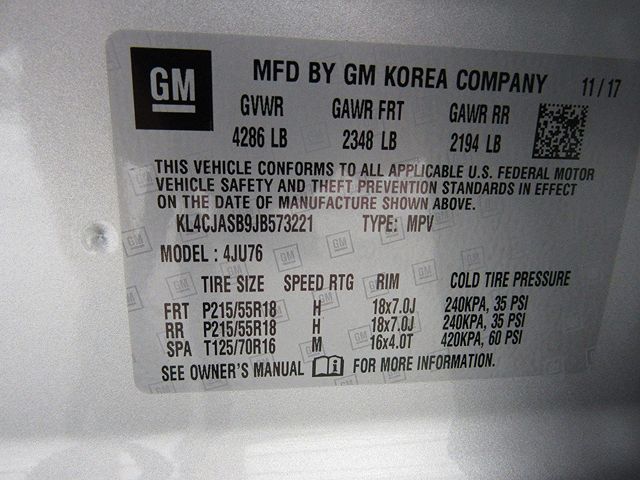 GM MFD BY GM KOREA COMPANY 11/17
GVWR GAWR FRT GAWR RR
4286 LB 2348 LB 2194 LB
THIS VEHICLE CONFORMS TO ALL APPLICABLE U.S. FEDERAL MOTOR
VEHICLE SAFETY AND THEFT PREVENTION STANDARDS IN EFFECT
ON THE DATE OF MANUFACTURE SHOWN ABOVE.
KL4CJASB9JB573221 TYPE: MPV
MODEL : 4JU76
TIRE SIZE SPEED RTG RIM COLD TIRE PRESSURE
FRT P215/55R18 H 18x7.0J 240KPA, 35 PSI
RR P215/55R18 H 18x7.0J 240KPA, 35 PSI
SPA T125/70R16 M 16x4.0T 420KPA, 60 PSI
SEE OWNER'S MANUAL FOR MORE INFORMATION.